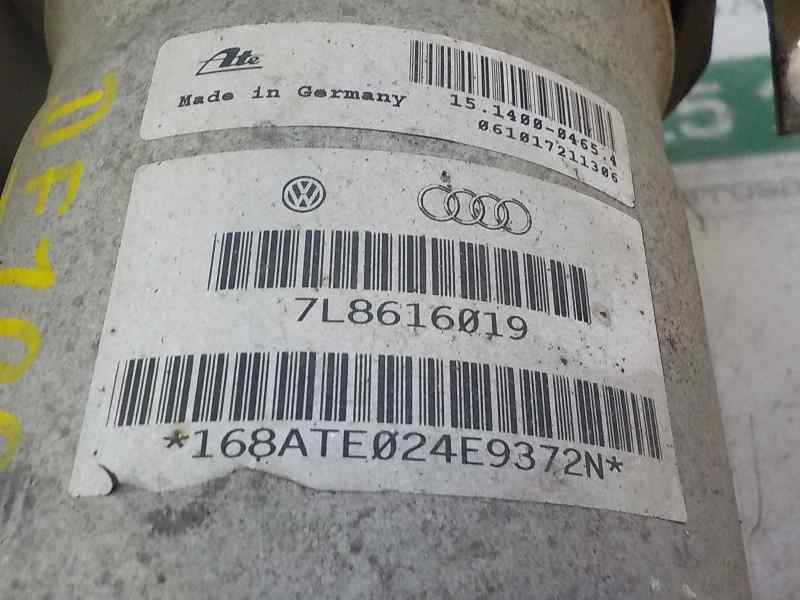 Ate
Made in Germany
15.1400-0465.4
061017211306
7L8616019
*168ATE024E9372N*